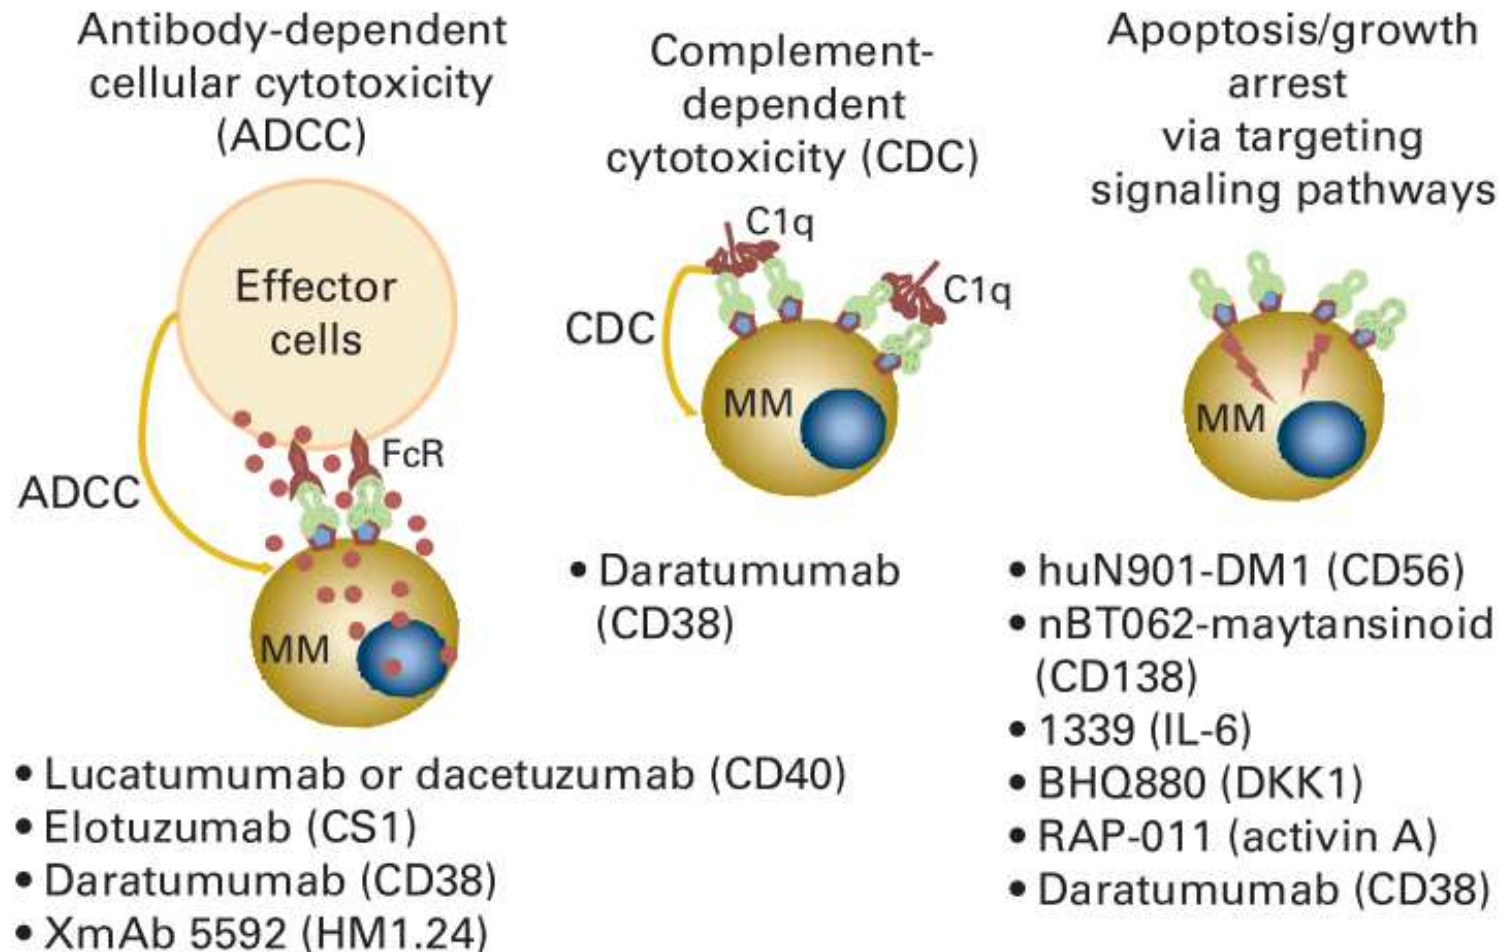 Antibody-dependent
cellular cytotoxicity
(ADCC)
Effector
cells
FcR
ADCC
MM
• Lucatumumab or dacetuzumab (CD40)
• Elotuzumab (CS1)
• Daratumumab (CD38)
• XmAb 5592 (HM1.24)
Complement-
dependent
cytotoxicity (CDC)
C1q
C1q
CDC
MM
• Daratumumab
(CD38)
Apoptosis/growth
arrest
via targeting
signaling pathways
MM
• huN901-DM1 (CD56)
• nBT062-maytansinoid
(CD138)
• 1339 (IL-6)
• BHQ880 (DKK1)
• RAP-011 (activin A)
• Daratumumab (CD38)